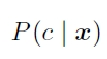 P(c | x)